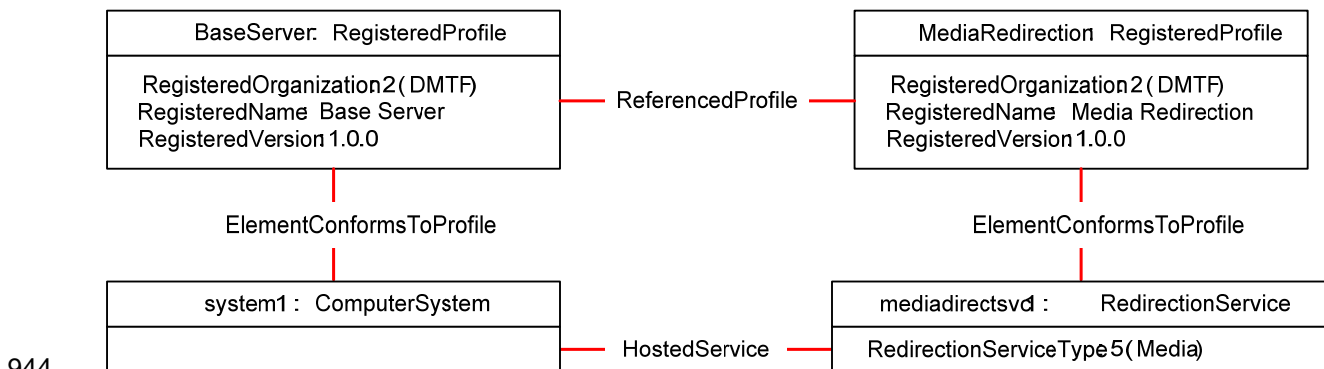 BaseServer: RegisteredProfile
MediaRedirection: RegisteredProfile
RegisteredOrganization:2(DMTF)
RegisteredName: Base Server
RegisteredVersion:1.0.0
ReferencedProfile
RegisteredOrganization:2(DMTF)
RegisteredName: Media Redirection
RegisteredVersion:1.0.0
ElementConformsToProfile
ElementConformsToProfile
system1: ComputerSystem
mediadirectsvc1: RedirectionService
HostedService
RedirectionServiceType:5(Media)
944